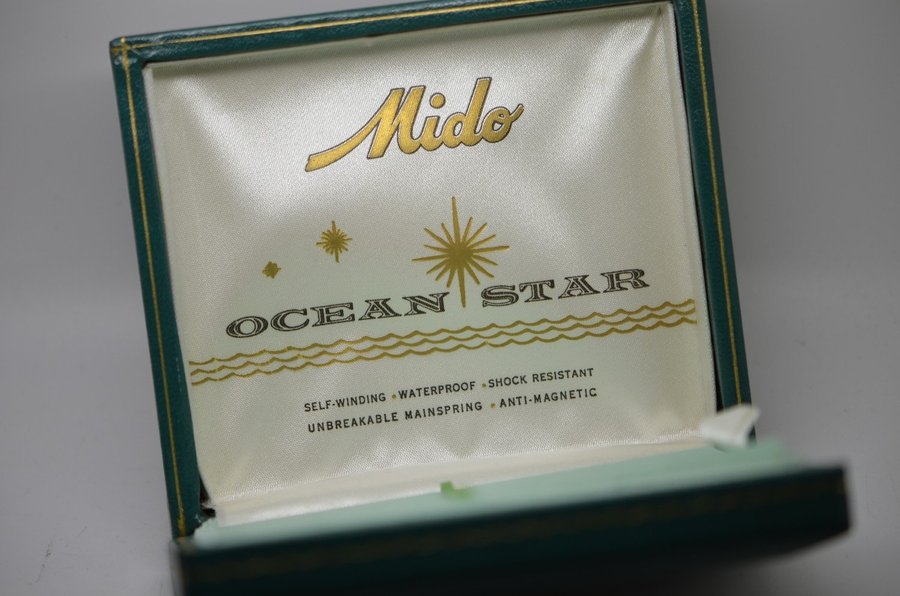 Mido
OCEAN STAR
SELF-WINDING • WATERPROOF • SHOCK RESISTANT
UNBREAKABLE MAINSPRING • ANTI-MAGNETIC